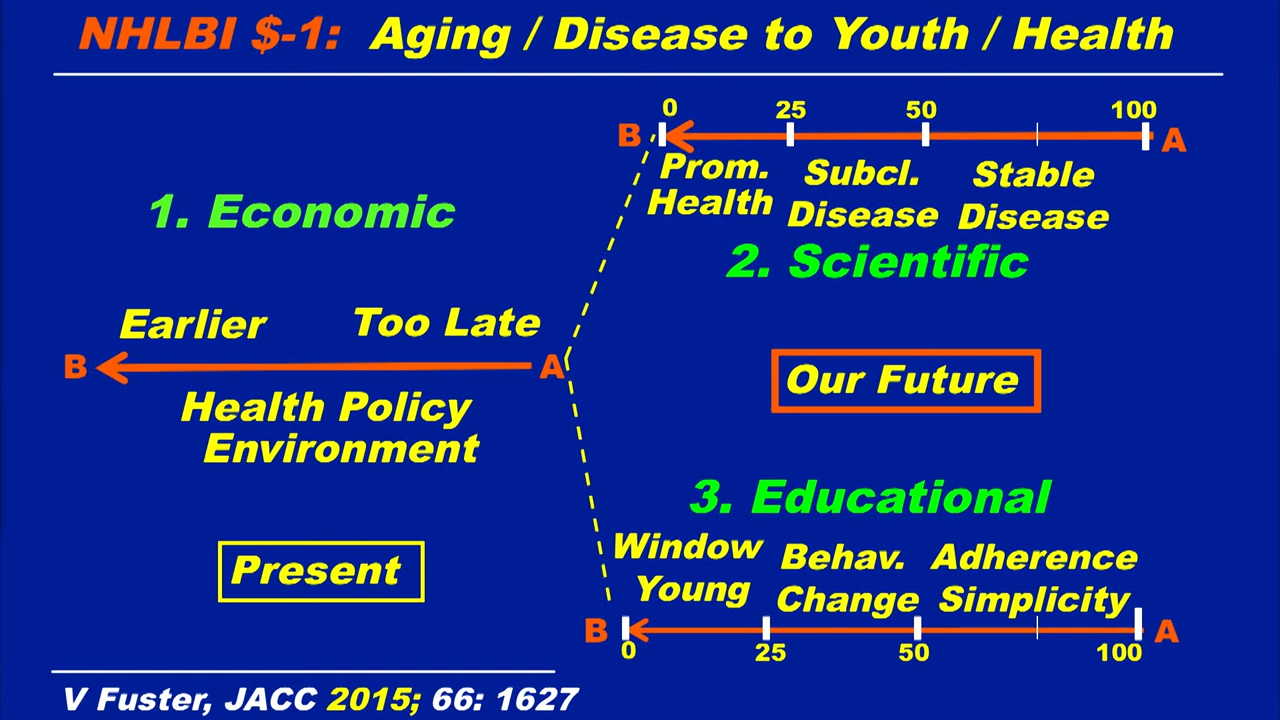 NHLBI $-1: Aging / Disease to Youth / Health
0 25 50 100
B A
Prom. Health
Subcl. Disease
Stable Disease
1. Economic
2. Scientific
Earlier Too Late
B A
Health Policy
Environment
Our Future
3. Educational
Window Young
Behav. Change
Adherence Simplicity
Present
B A
0 25 50 100
V Fuster, JACC 2015; 66: 1627